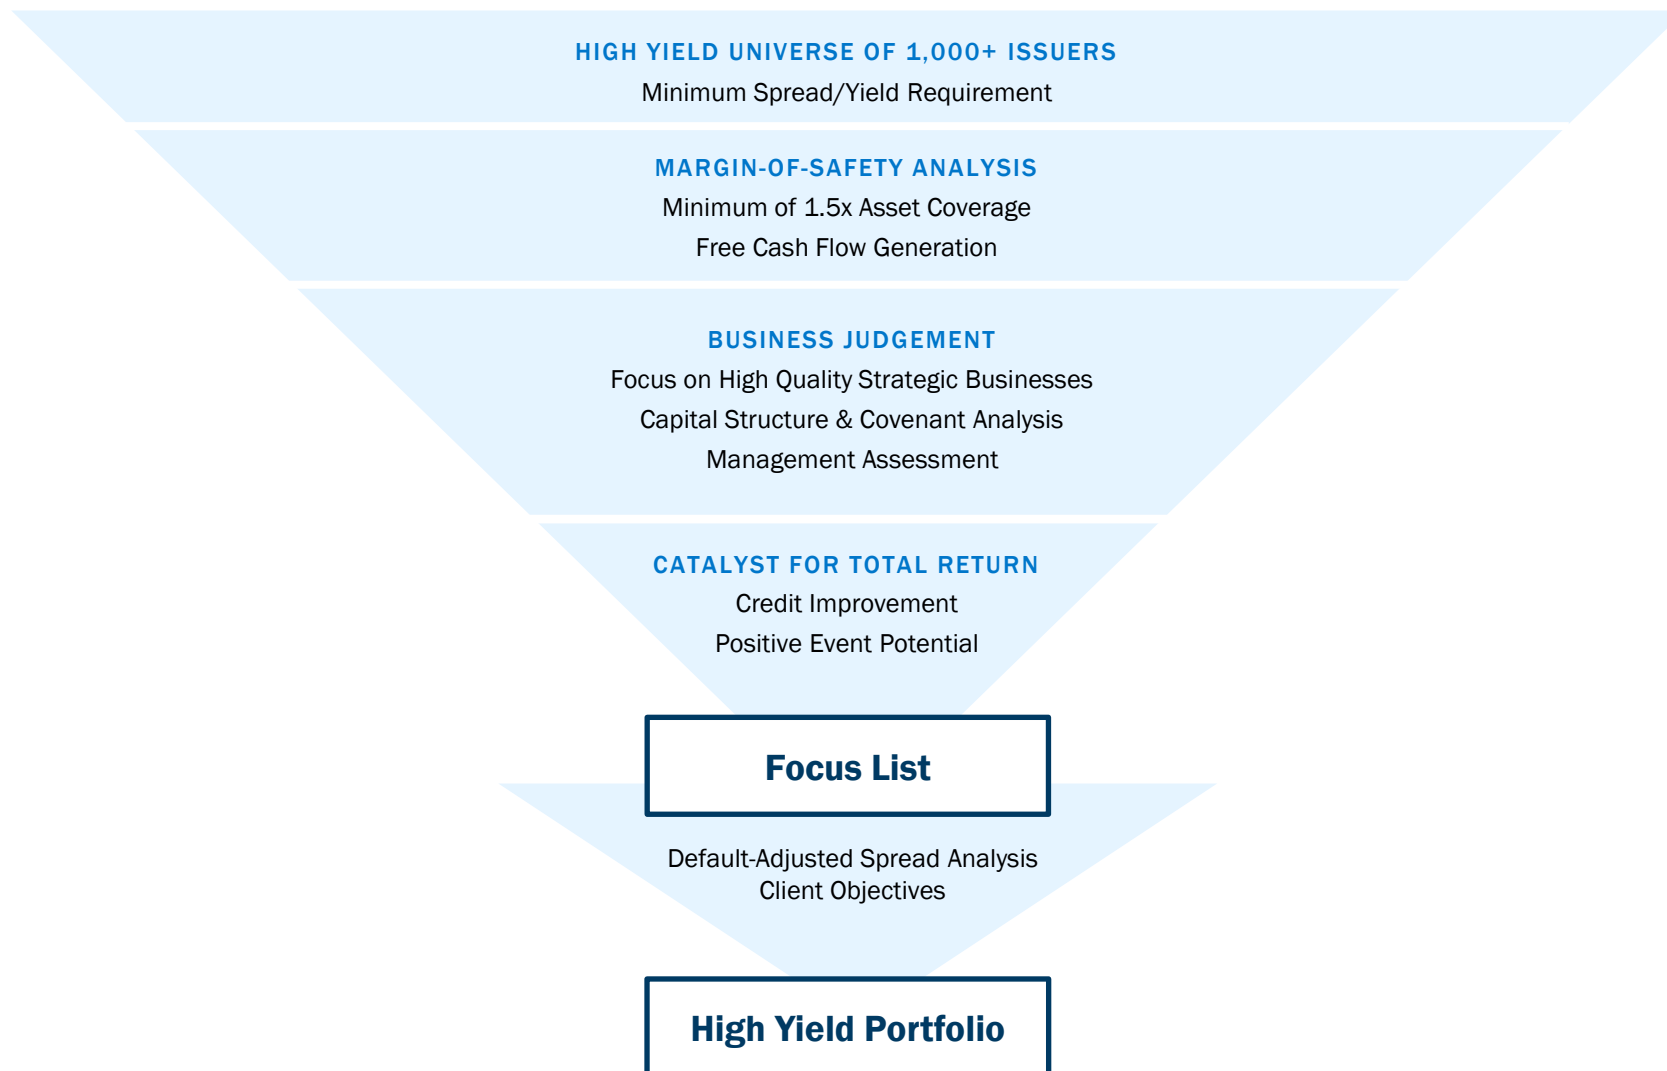 HIGH YIELD UNIVERSE OF 1,000+ ISSUERS
Minimum Spread/Yield Requirement
MARGIN-OF-SAFETY ANALYSIS
Minimum of 1.5x Asset Coverage
Free Cash Flow Generation
BUSINESS JUDGEMENT
Focus on High Quality Strategic Businesses
Capital Structure & Covenant Analysis
Management Assessment
CATALYST FOR TOTAL RETURN
Credit Improvement
Positive Event Potential
Focus List
Default-Adjusted Spread Analysis
Client Objectives
High Yield Portfolio